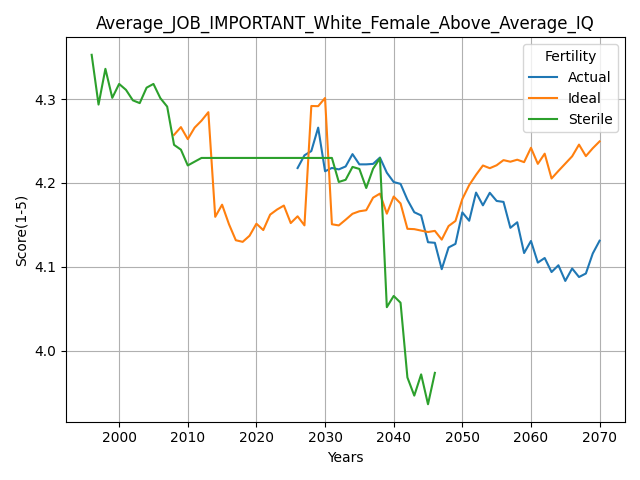 Average_JOB_IMPORTANT_White_Female_Above_Average_IQ
Fertility
Actual
Ideal
Sterile
Score(1-5)
4.3
4.2
4.1
4.0
2000 2010 2020 2030 2040 2050 2060 2070
Years